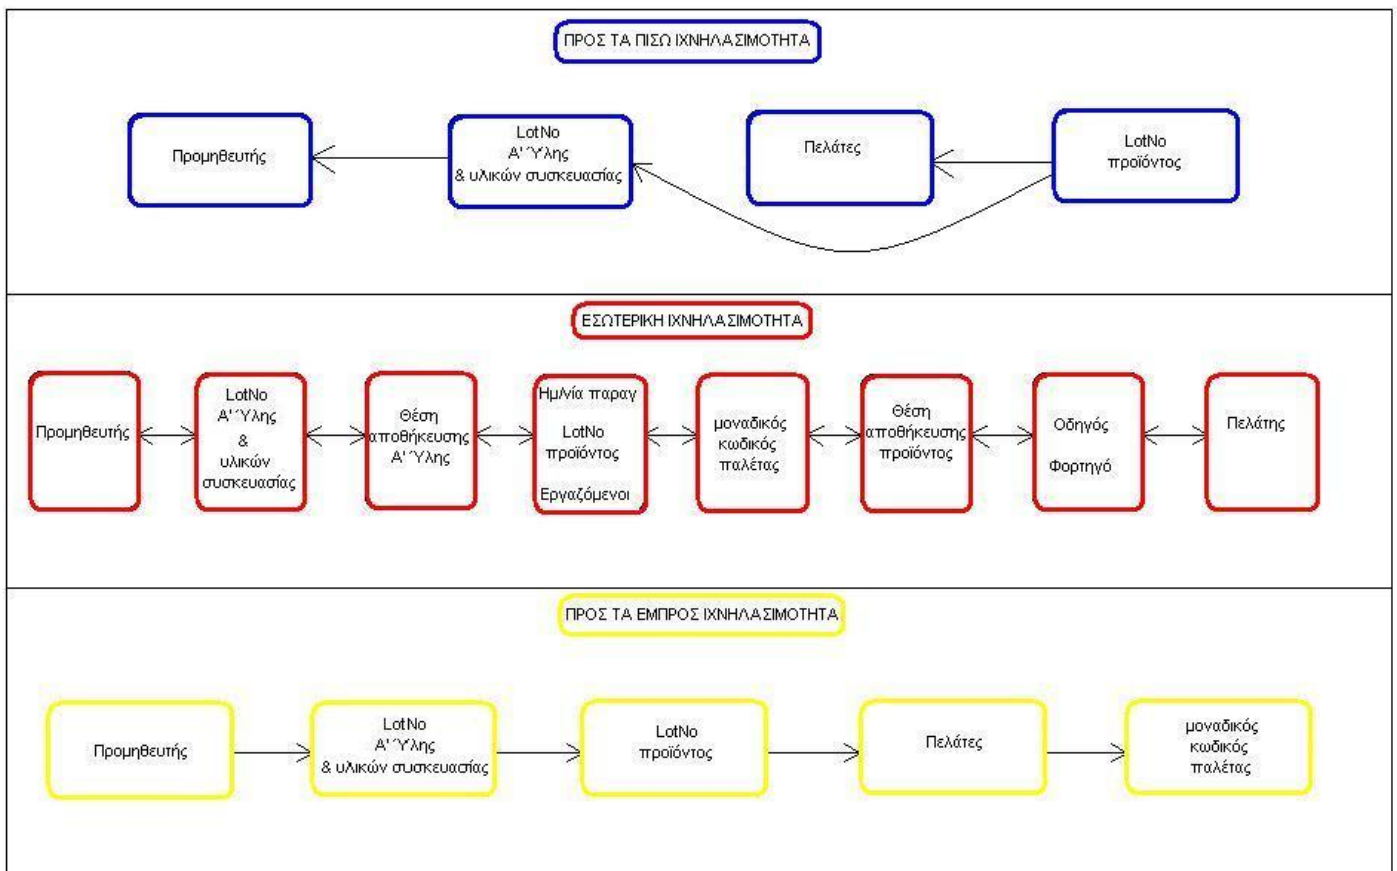 ΠΡΟΣ ΤΑ ΠΙΣΩ ΙΧΝΗΛΑΣΙΜΟΤΗΤΑ
Προμηθευτής
LotNo
Α' Ύλης
& υλικών συσκευασίας
Πελάτες
LotNo
προϊόντος
ΕΣΩΤΕΡΙΚΗ ΙΧΝΗΛΑΣΙΜΟΤΗΤΑ
Προμηθευτής
LotNo
Α' Ύλης
&
υλικών
συσκευασίας
Θέση
αποθήκευσης
Α' Ύλης
Ημ/νία παραγ
LotNo
προϊόντος
Εργαζόμενοι
μοναδικός
κωδικός
παλέτας
Θέση
αποθήκευσης
προϊόντος
Οδηγός
Φορτηγό
Πελάτης
ΠΡΟΣ ΤΑ ΕΜΠΡΟΣ ΙΧΝΗΛΑΣΙΜΟΤΗΤΑ
Προμηθευτής
LotNo
Α' Ύλης
& υλικών συσκευασίας
LotNo
προϊόντος
Πελάτες
μοναδικός
κωδικός
παλέτας